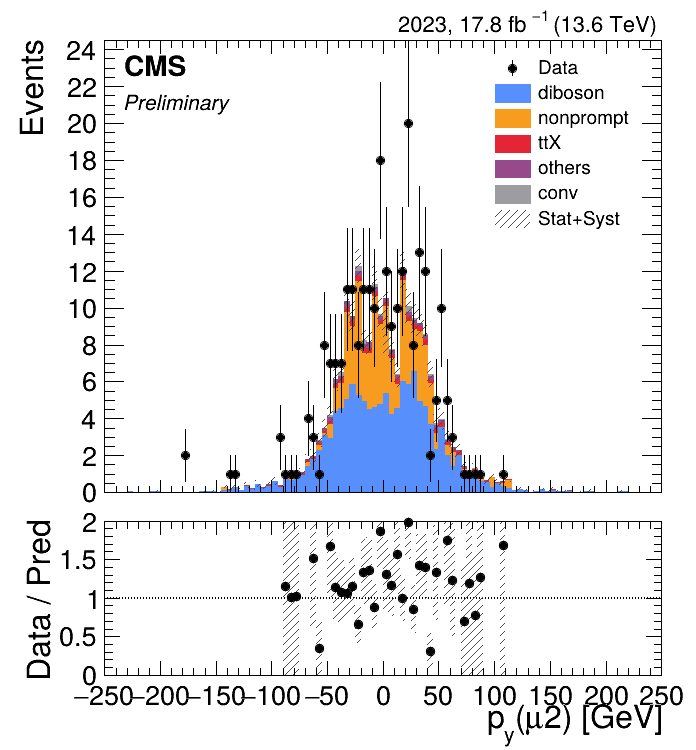 2023, 17.8 fb⁻¹ (13.6 TeV)
CMS
Preliminary
Events
24
22
20
18
16
14
12
10
8
6
4
2
0
Data
diboson
nonprompt
ttX
others
conv
Stat+Syst
Data / Pred
2
1.5
1
0.5
0
−250 −200 −150 −100 −50 0 50 100 150 200 250
p_y(μ2) [GeV]